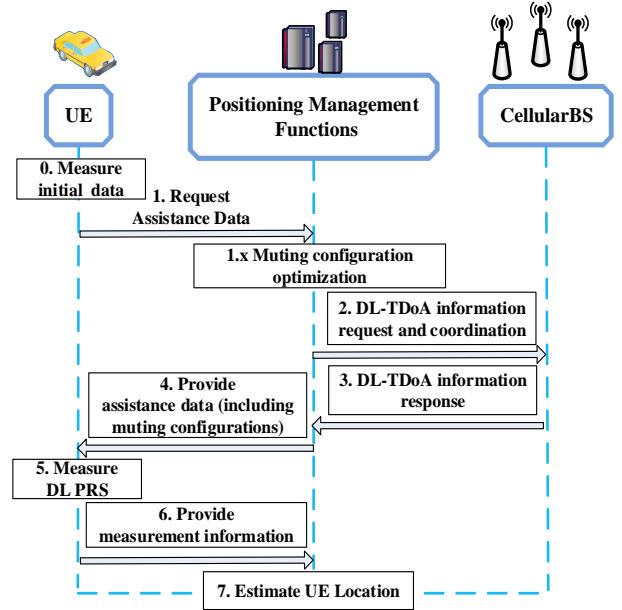 UE
Positioning Management
Functions
CellularBS
0. Measure
initial data
1. Request
Assistance Data
1.x Muting configuration
optimization
2. DL-TDoA information
request and coordination
3. DL-TDoA information
response
4. Provide
assistance data (including
muting configurations)
5. Measure
DL PRS
6. Provide
measurement information
7. Estimate UE Location